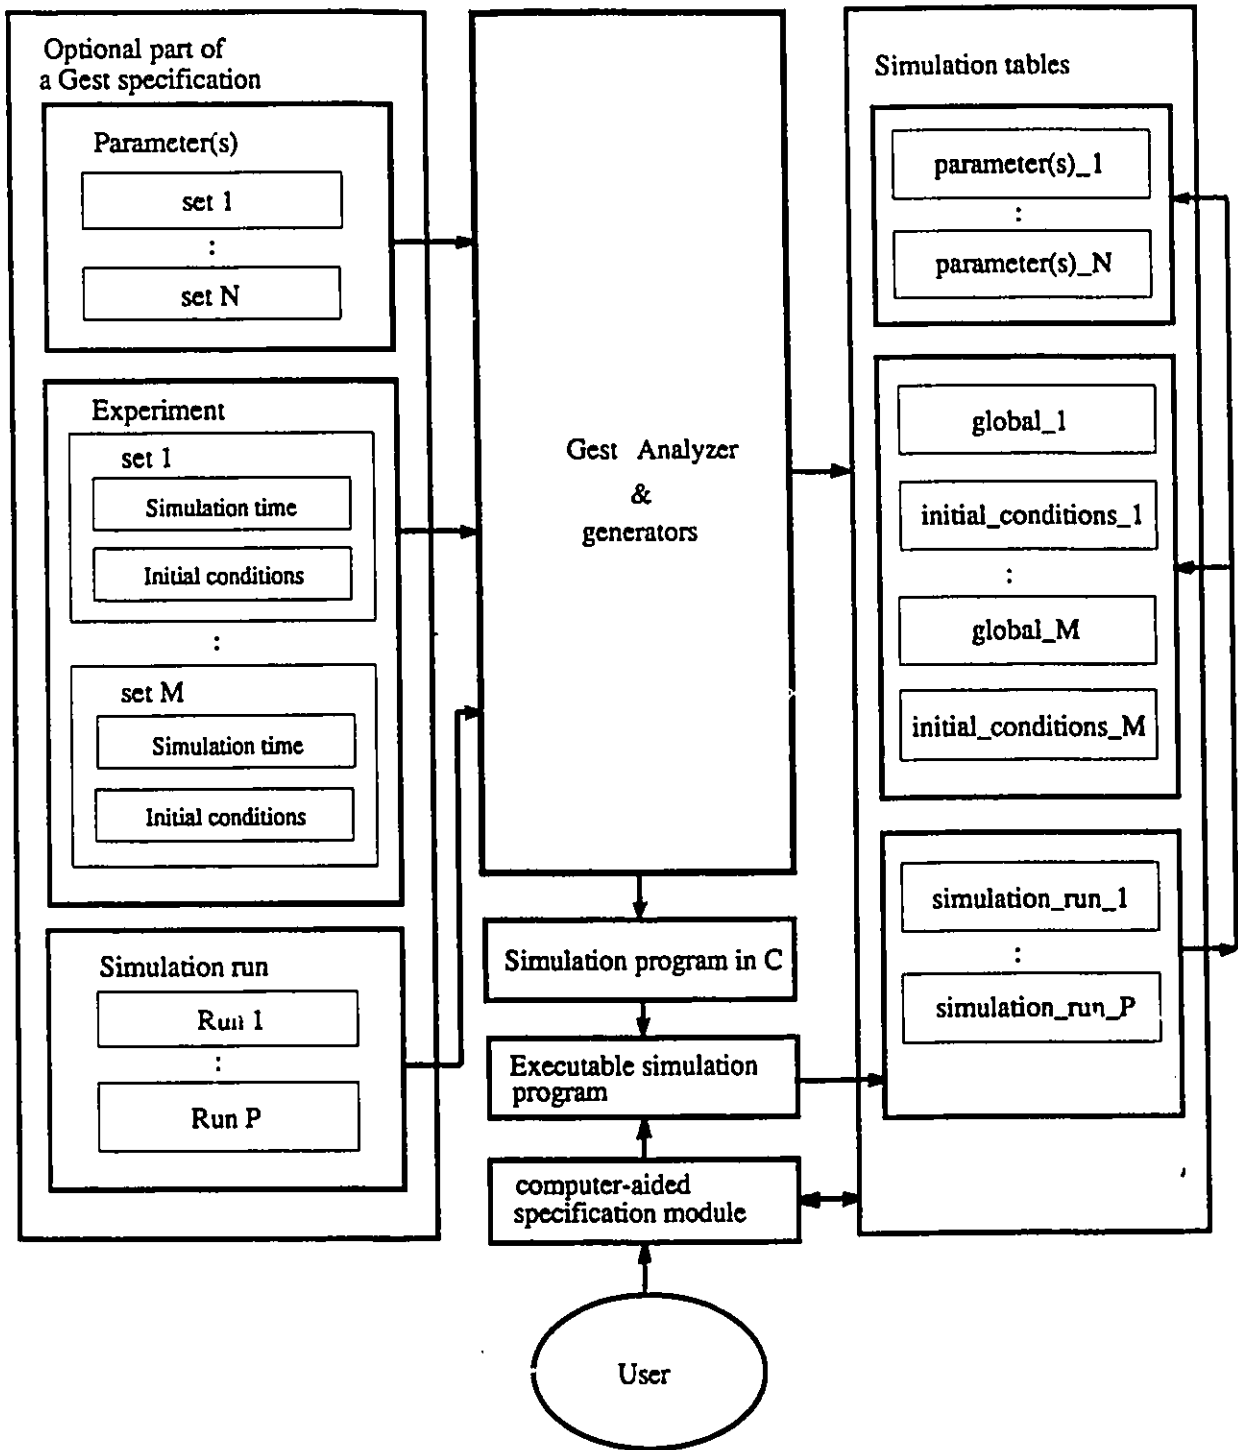 Optional part of
a Gest specification
Parameter(s)
set 1
:
set N
Experiment
set 1
Simulation time
Initial conditions
:
set M
Simulation time
Initial conditions
Simulation run
Run 1
:
Run P
Gest Analyzer
&
generators
Simulation program in C
Executable simulation
program
computer-aided
specification module
User
Simulation tables
parameter(s)_1
:
parameter(s)_N
global_1
initial_conditions_1
:
global_M
initial_conditions_M
simulation_run_1
:
simulation_run_P